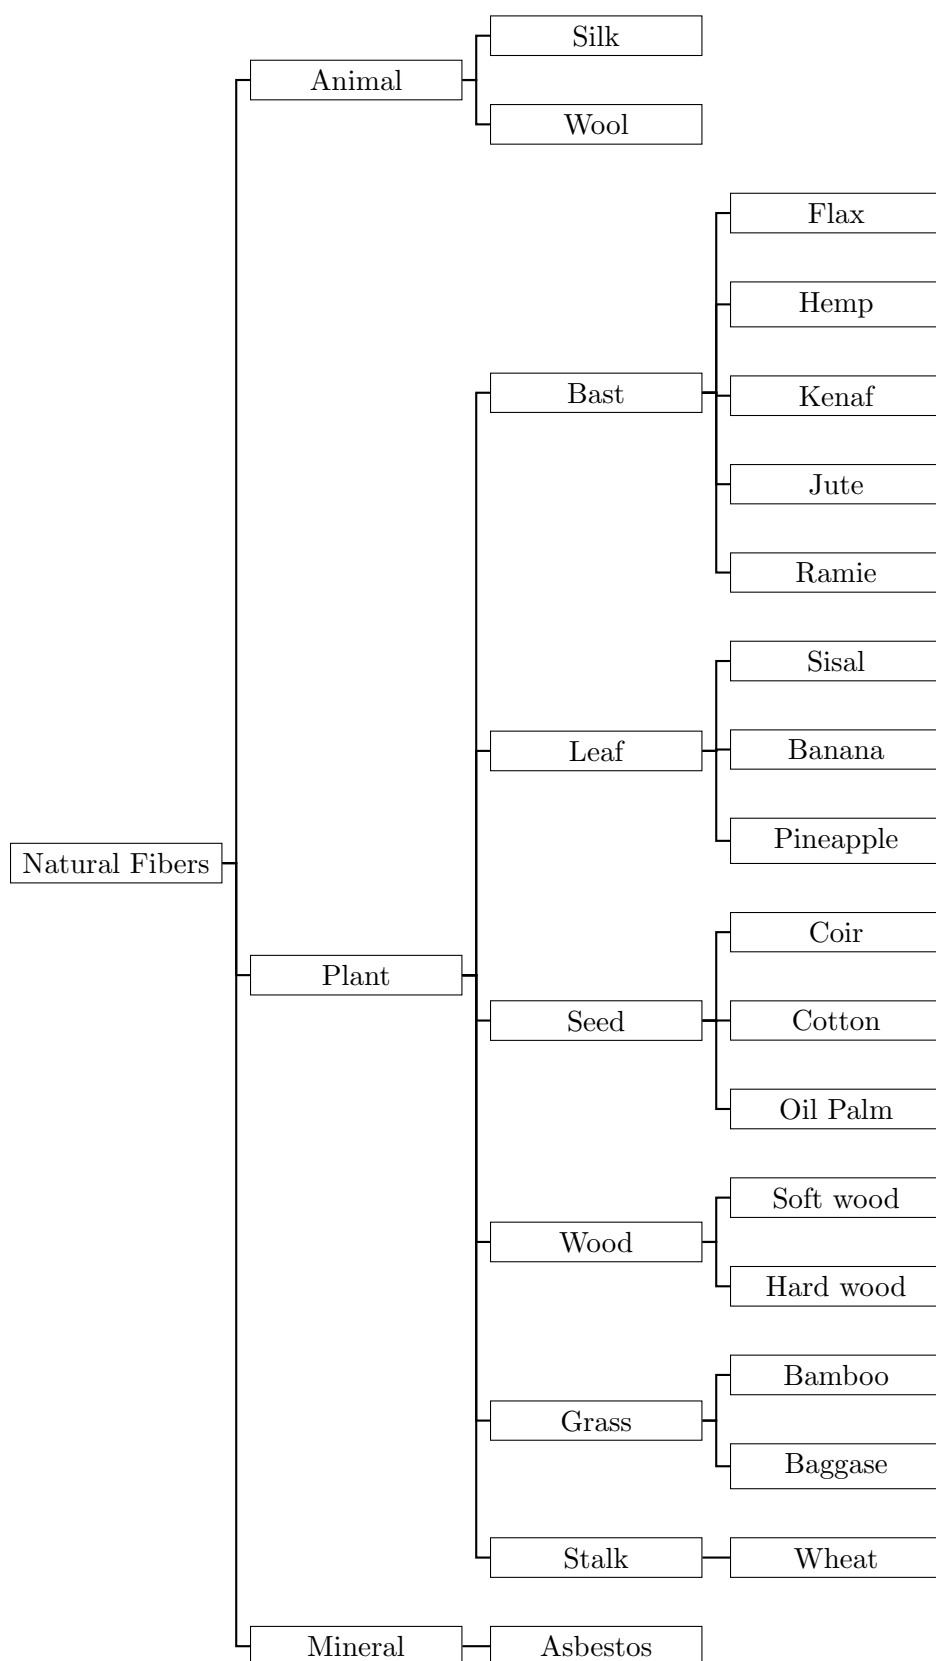 Silk
Animal
Wool
Flax
Hemp
Bast
Kenaf
Jute
Ramie
Sisal
Leaf
Banana
Pineapple
Natural Fibers
Coir
Plant
Seed
Cotton
Oil Palm
Soft wood
Wood
Hard wood
Bamboo
Grass
Baggase
Stalk
Wheat
Mineral
Asbestos